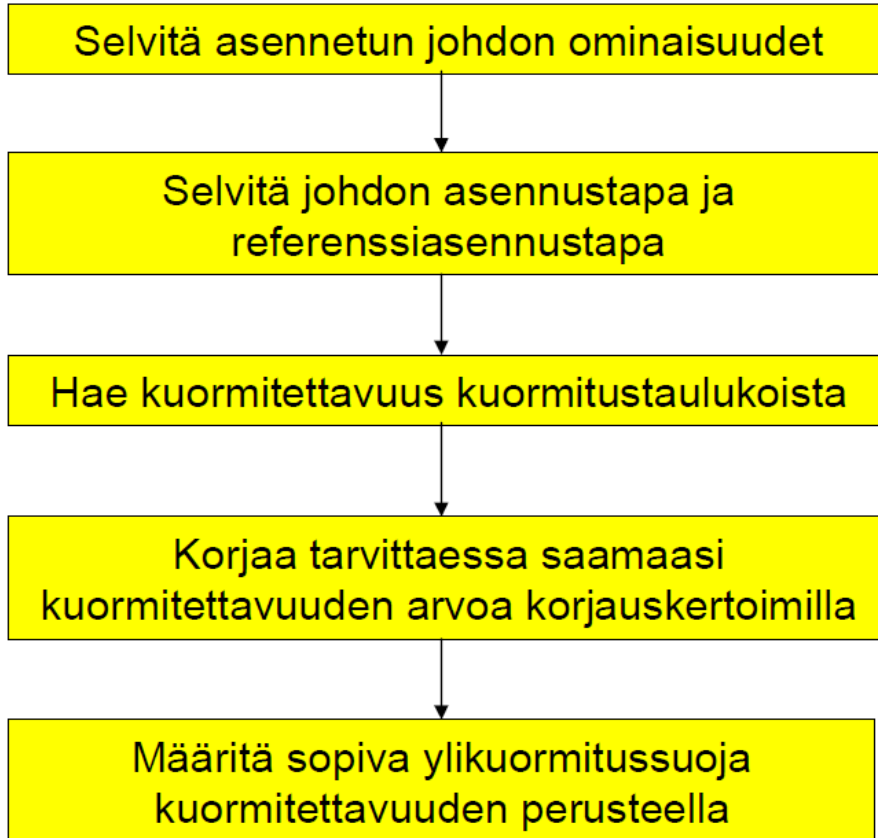 Selvitä asennetun johdon ominaisuudet
Selvitä johdon asennustapa ja
referenssiasennustapa
Hae kuormitettavuus kuormitustaulukoista
Korjaa tarvittaessa saamaasi
kuormitettavuuden arvoa korjauskertoimilla
Määritä sopiva ylikuormitussuoja
kuormitettavuuden perusteella